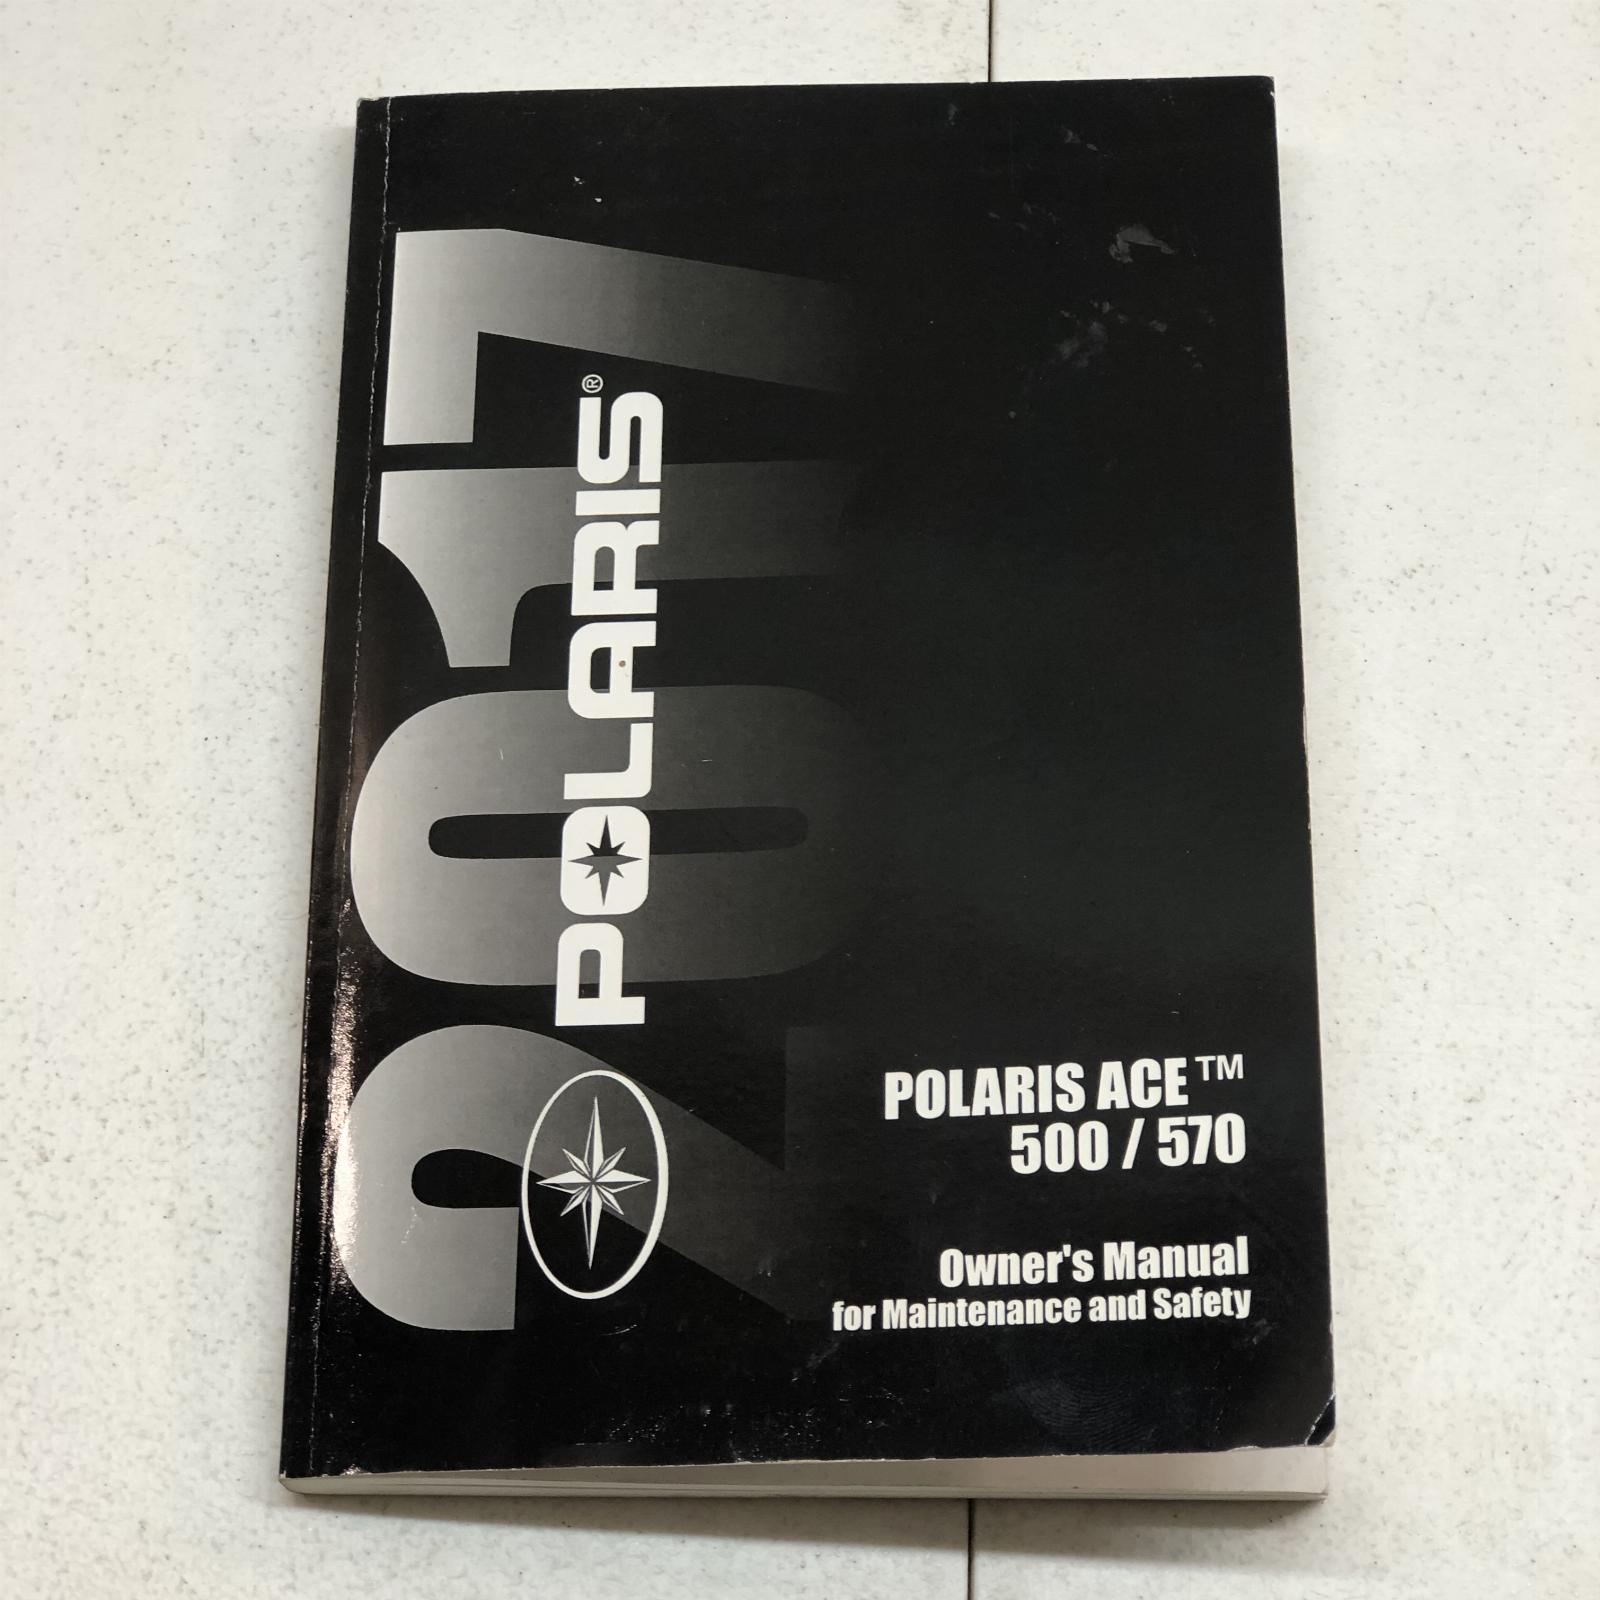 2017
POLARIS®
POLARIS ACE™
500 / 570
Owner's Manual
for Maintenance and Safety